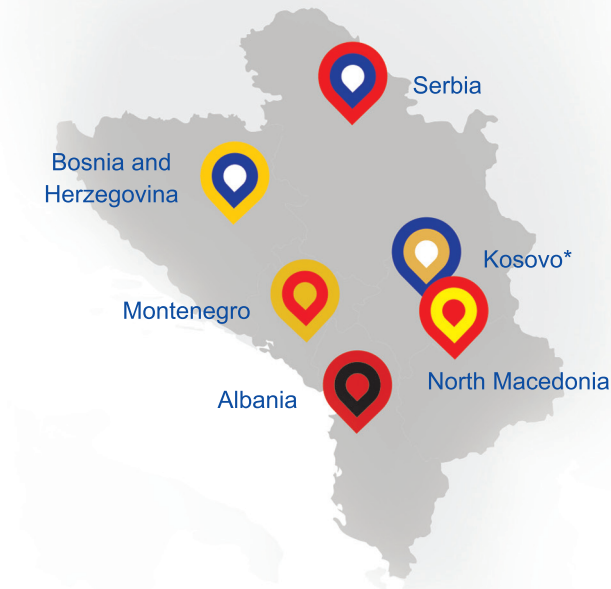 Serbia
Bosnia and
Herzegovina
Kosovo*
Montenegro
North Macedonia
Albania